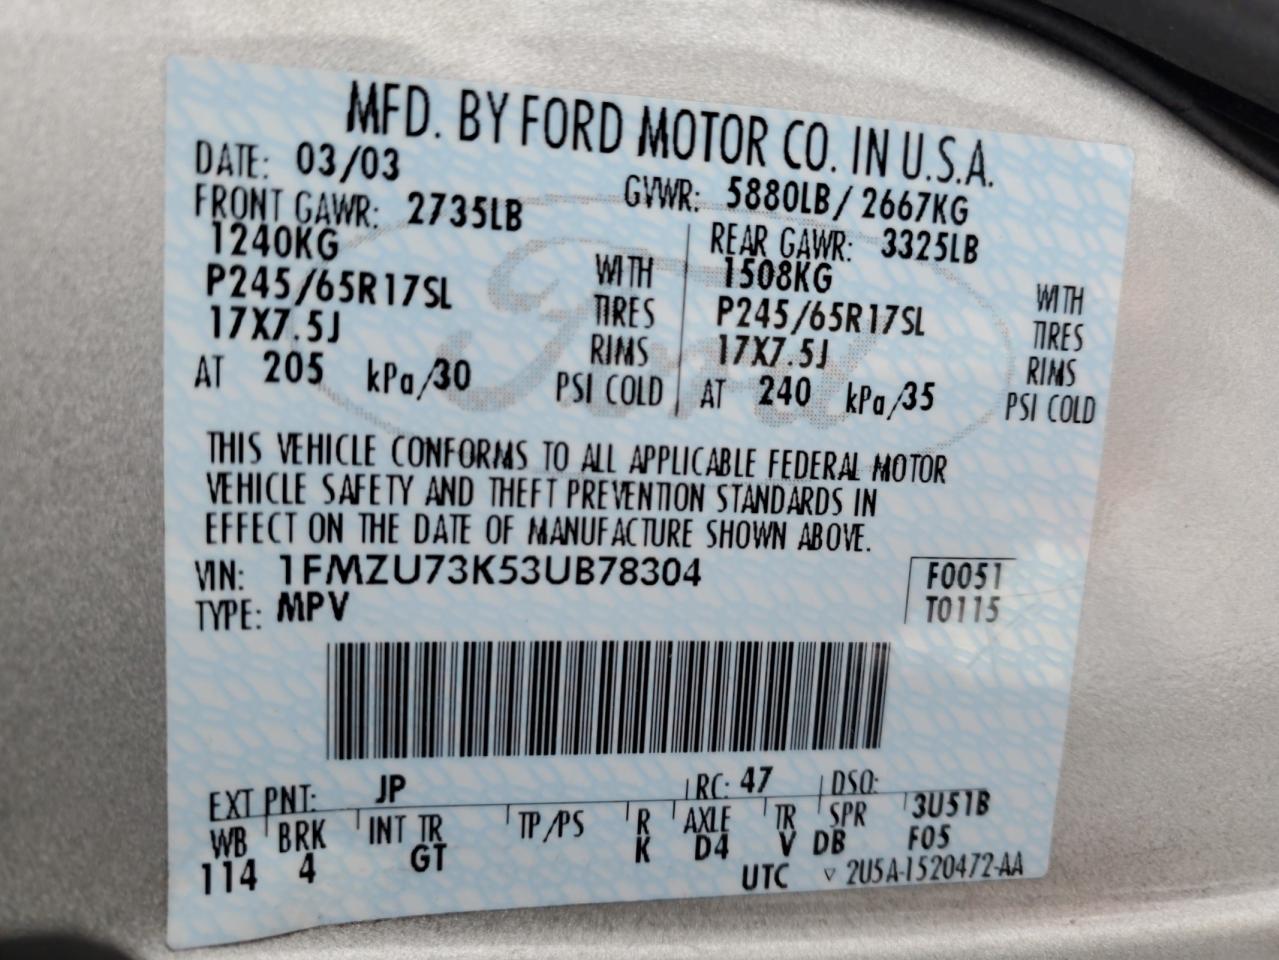 MFD. BY FORD MOTOR CO. IN U.S.A.
DATE: 03/03 GVWR: 5880LB/2667KG
FRONT GAWR: 2735LB REAR GAWR: 3325LB
1240KG WITH 1508KG WITH
P245/65R17SL TIRES P245/65R17SL TIRES
17X7.5J RIMS 17X7.5J RIMS
AT 205 kPa/30 PSI COLD AT 240 kPa/35 PSI COLD
THIS VEHICLE CONFORMS TO ALL APPLICABLE FEDERAL MOTOR
VEHICLE SAFETY AND THEFT PREVENTION STANDARDS IN
EFFECT ON THE DATE OF MANUFACTURE SHOWN ABOVE.
VIN: 1FMZU73K53UB78304 F0051
TYPE: MPV T0115
EXT PNT: JP RC: 47 DSO:
WB BRK INT TR TP/PS R AXLE TR SPR 3U51B
114 4 GT K D4 V DB F05
UTC ▽ 2U5A-1520472-AA
Ford